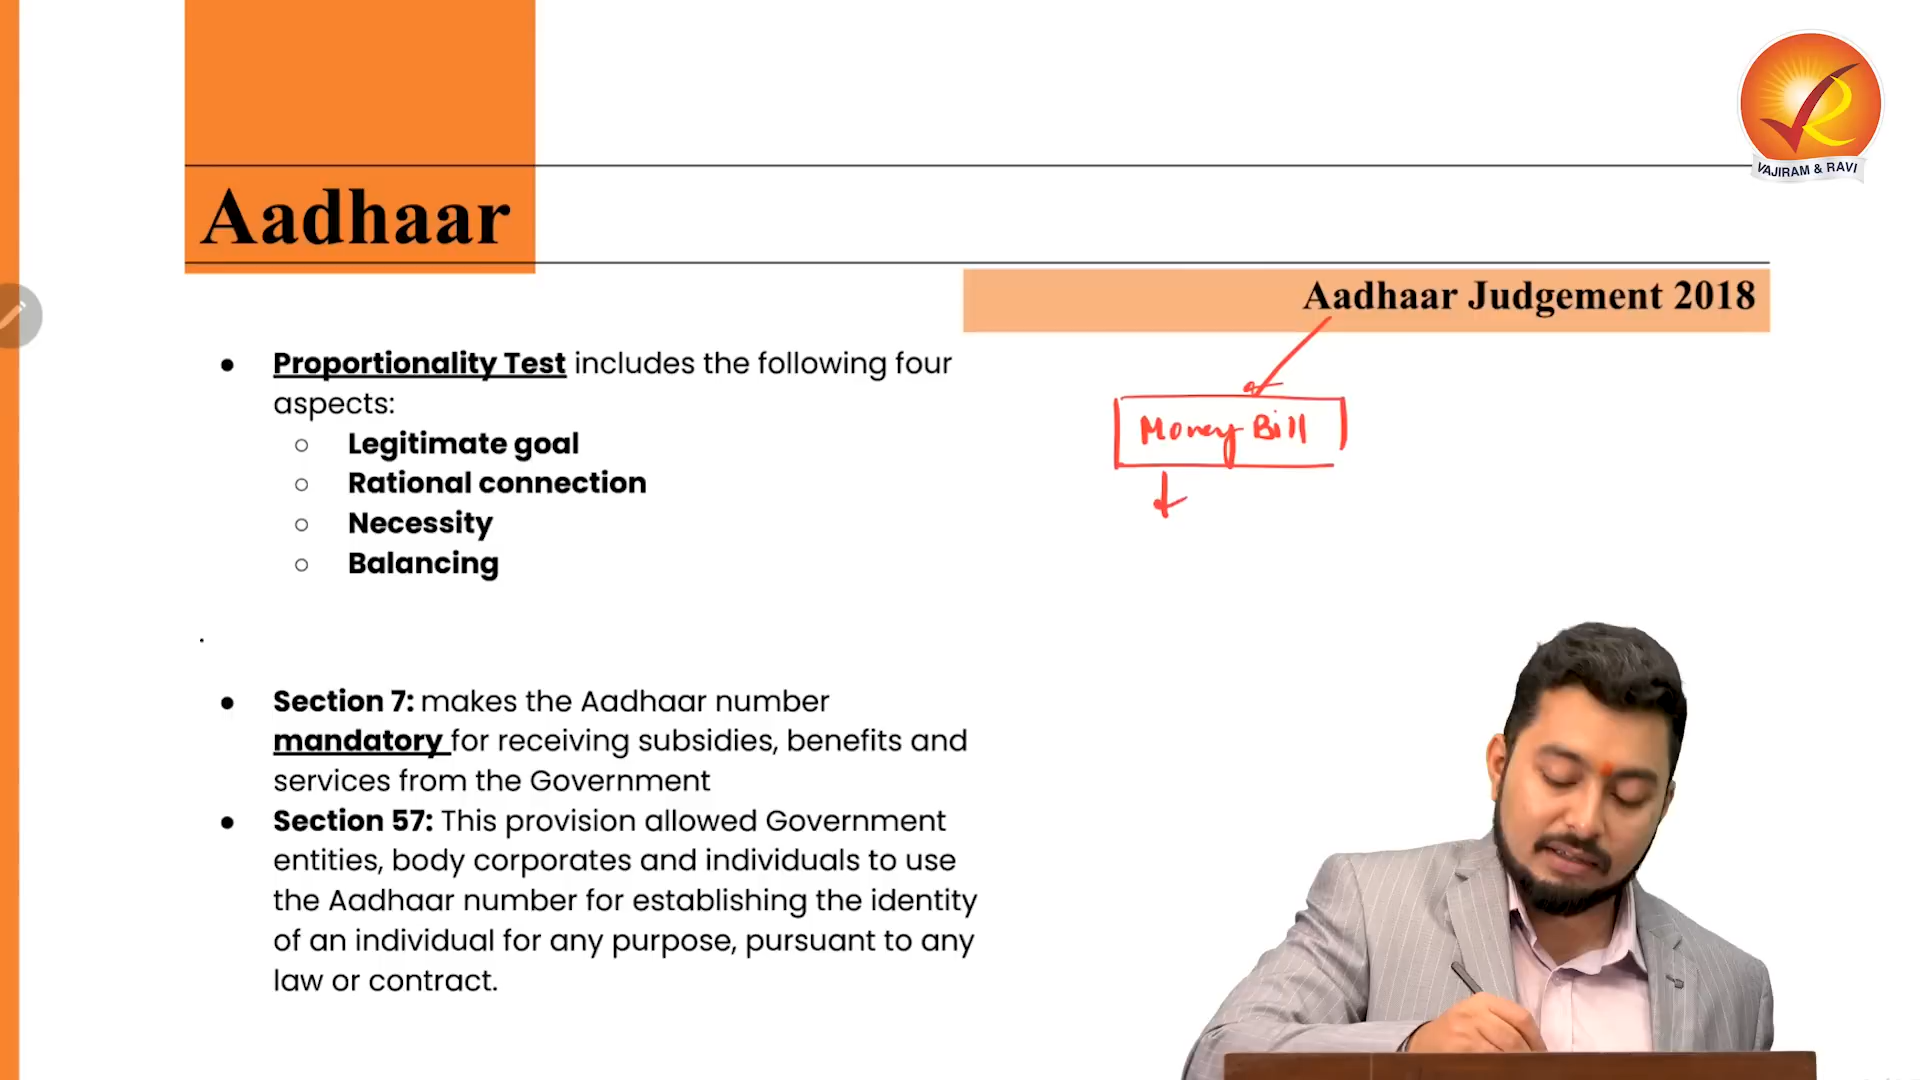 VAJIRAM & RAVI
Aadhaar
Aadhaar Judgement 2018
● Proportionality Test includes the following four
aspects:
○ Legitimate goal
○ Rational connection
○ Necessity
○ Balancing
Money Bill
● Section 7: makes the Aadhaar number
mandatory for receiving subsidies, benefits and
services from the Government
● Section 57: This provision allowed Government
entities, body corporates and individuals to use
the Aadhaar number for establishing the identity
of an individual for any purpose, pursuant to any
law or contract.